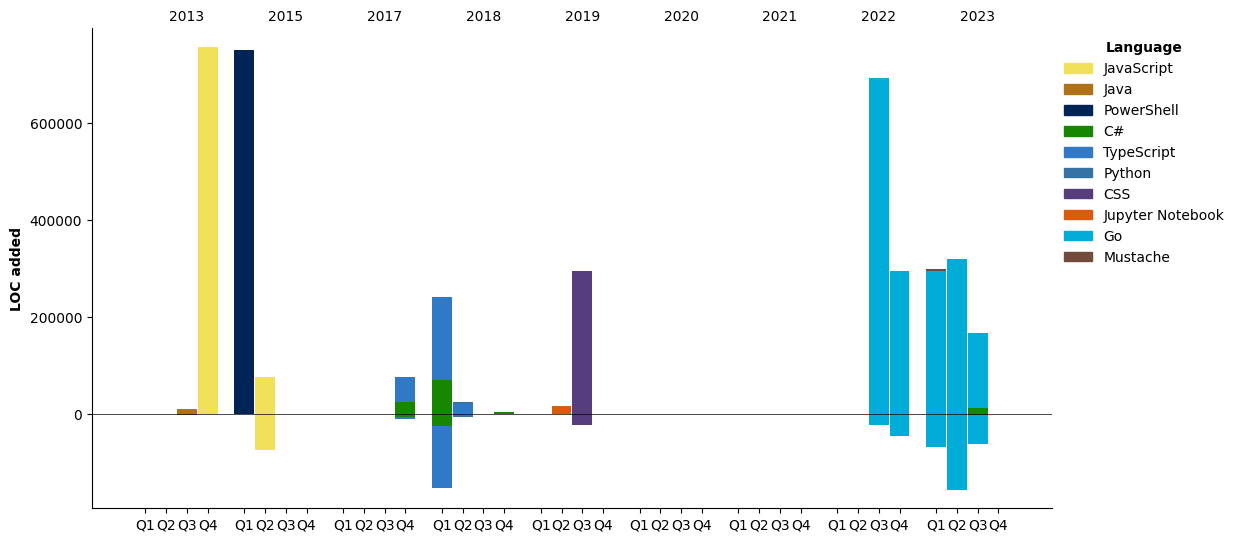 2013 2015 2017 2018 2019 2020 2021 2022 2023
LOC added
600000
400000
200000
0
Q1 Q2 Q3 Q4 Q1 Q2 Q3 Q4 Q1 Q2 Q3 Q4 Q1 Q2 Q3 Q4 Q1 Q2 Q3 Q4 Q1 Q2 Q3 Q4 Q1 Q2 Q3 Q4 Q1 Q2 Q3 Q4 Q1 Q2 Q3 Q4
Language
JavaScript
Java
PowerShell
C#
TypeScript
Python
CSS
Jupyter Notebook
Go
Mustache